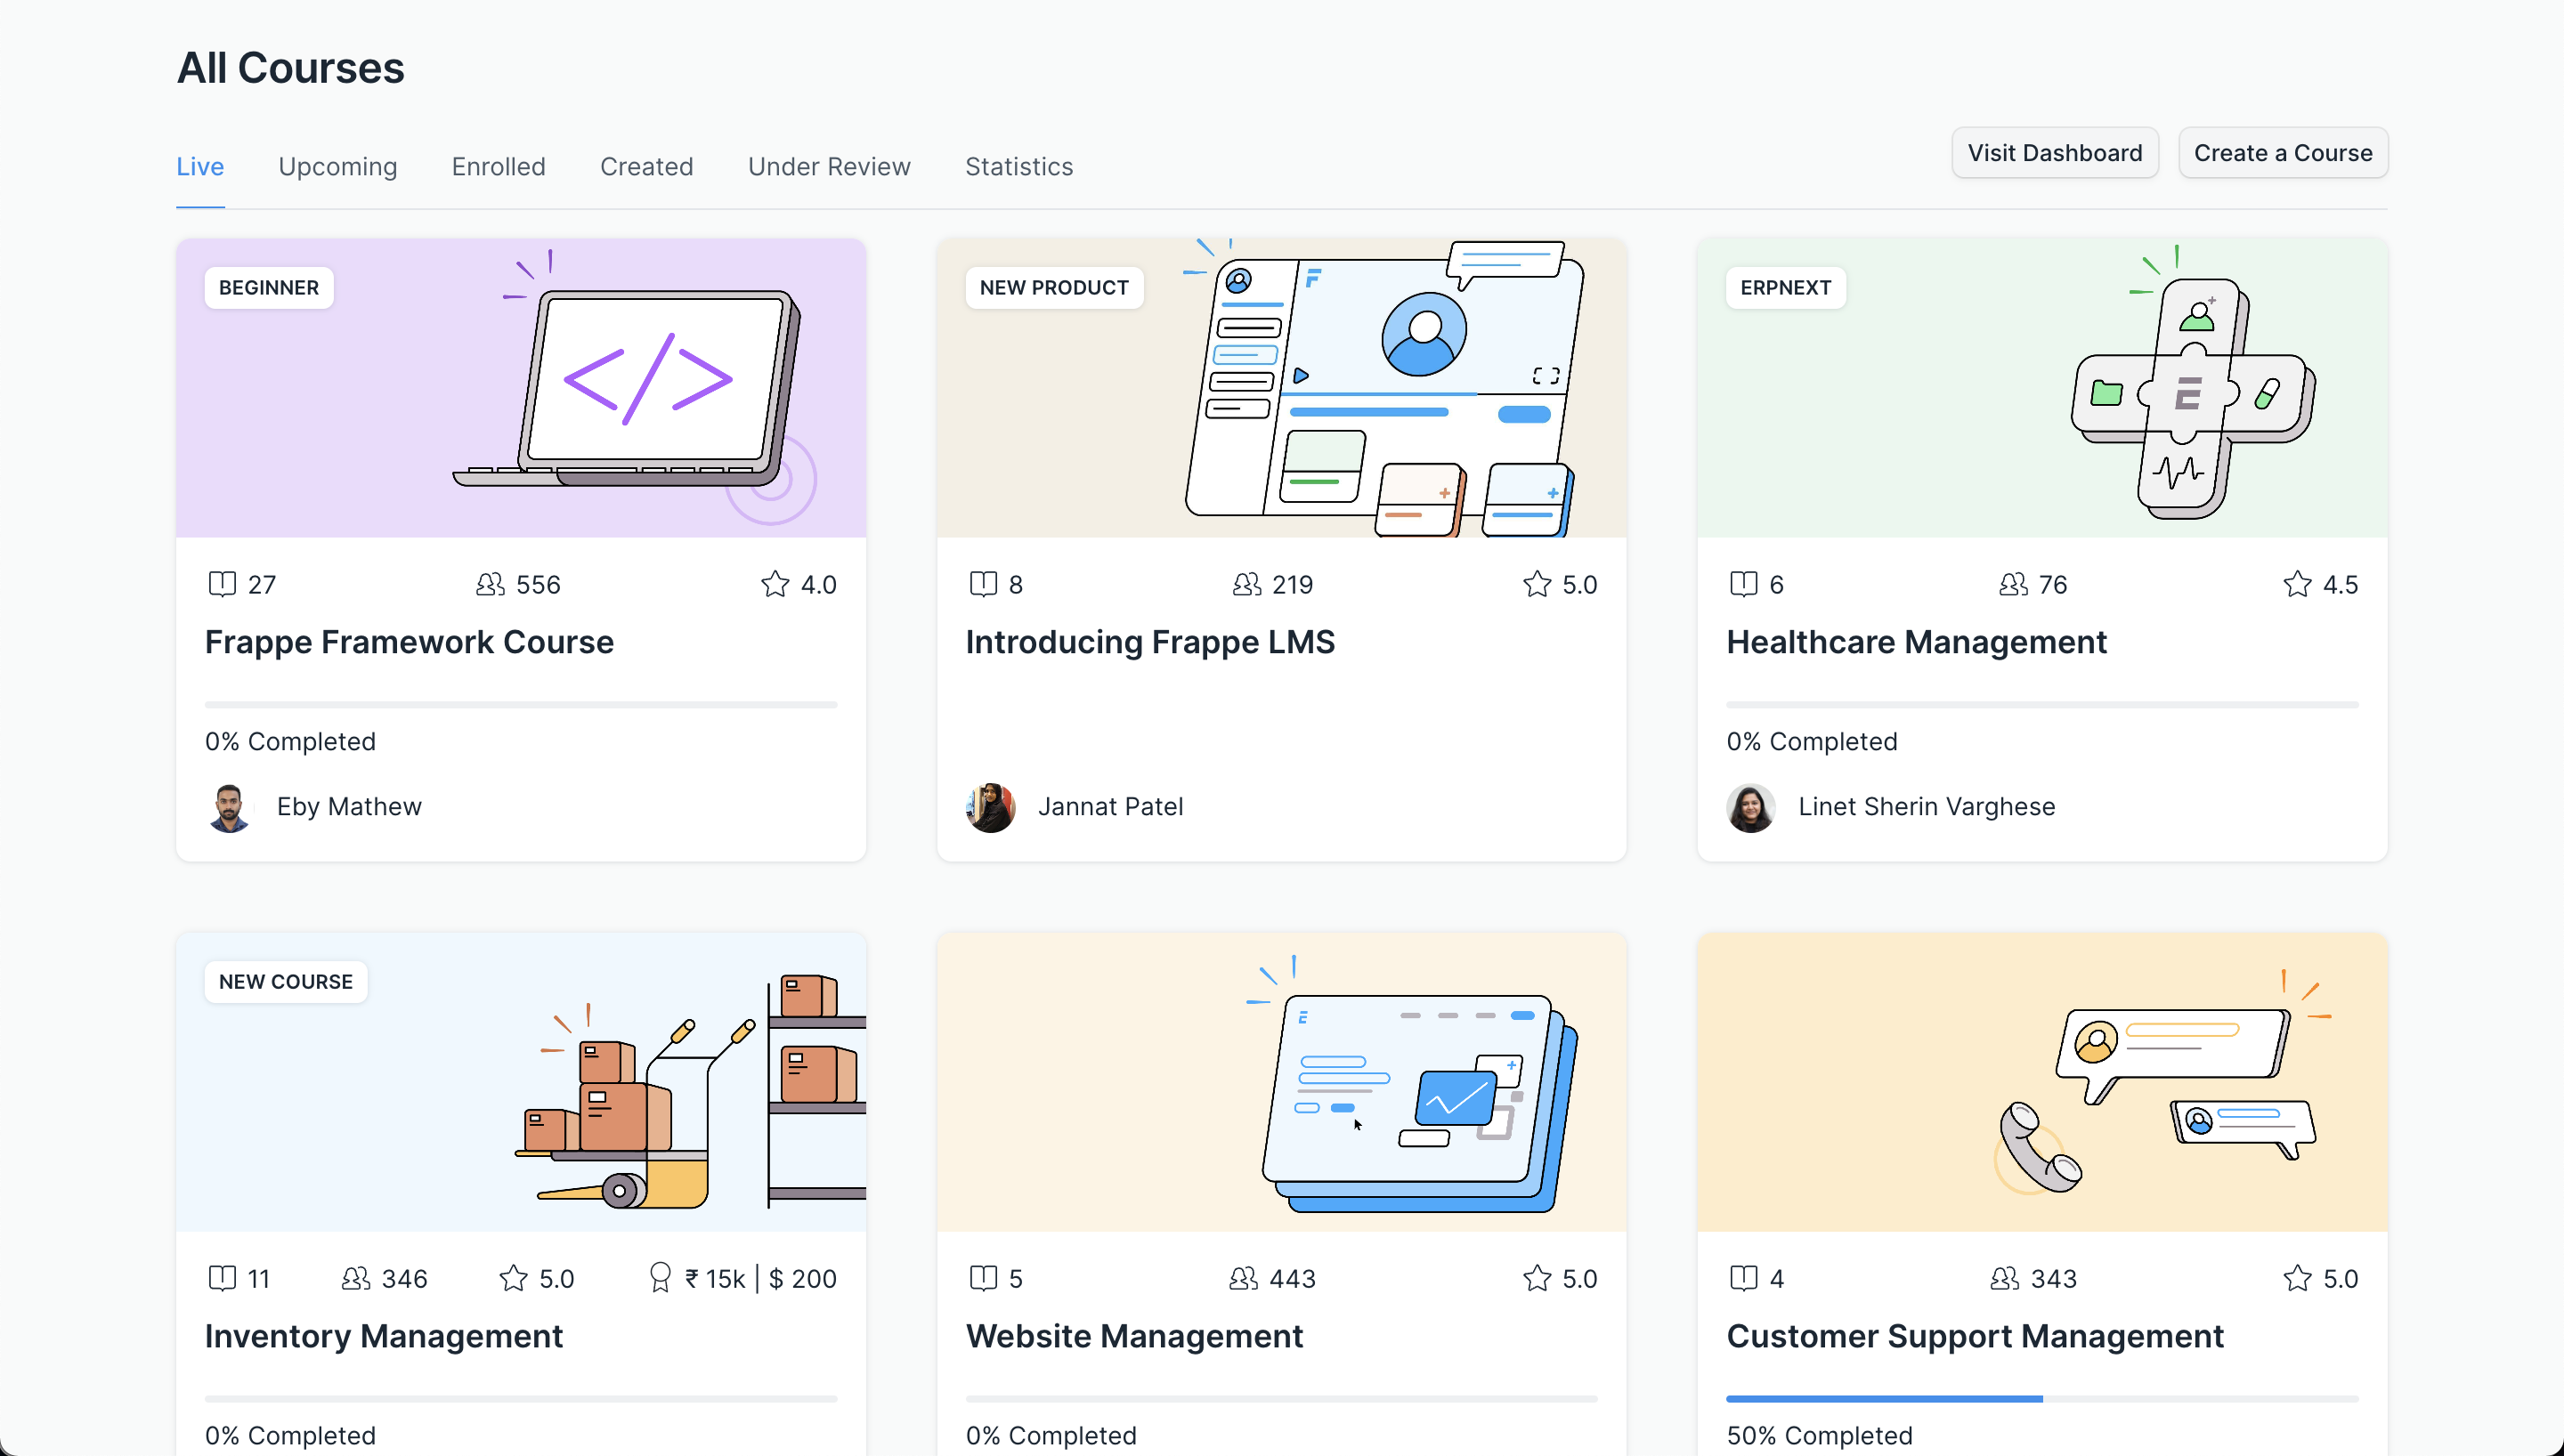 All Courses
Live Upcoming Enrolled Created Under Review Statistics Visit Dashboard Create a Course
BEGINNER
27 556 4.0
Frappe Framework Course
0% Completed
Eby Mathew
NEW PRODUCT
8 219 5.0
Introducing Frappe LMS
Jannat Patel
ERPNEXT
6 76 4.5
Healthcare Management
0% Completed
Linet Sherin Varghese
NEW COURSE
11 346 5.0 ₹ 15k | $ 200
Inventory Management
0% Completed
5 443 5.0
Website Management
0% Completed
4 343 5.0
Customer Support Management
50% Completed